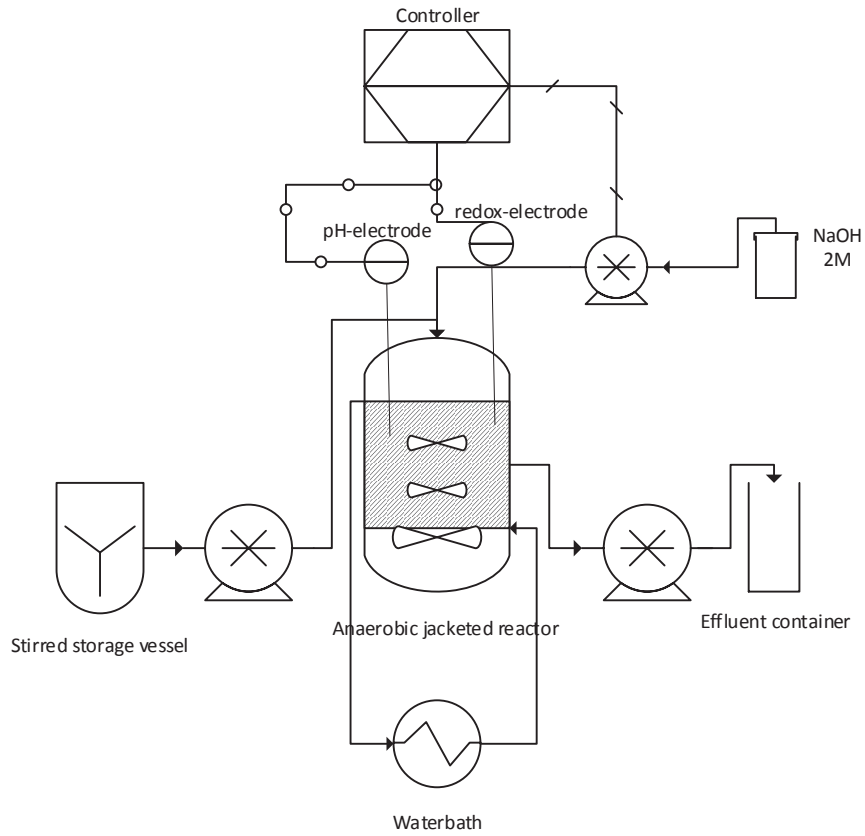 Controller
redox-electrode
pH-electrode
NaOH
2M
Stirred storage vessel
Anaerobic jacketed reactor
Effluent container
Waterbath